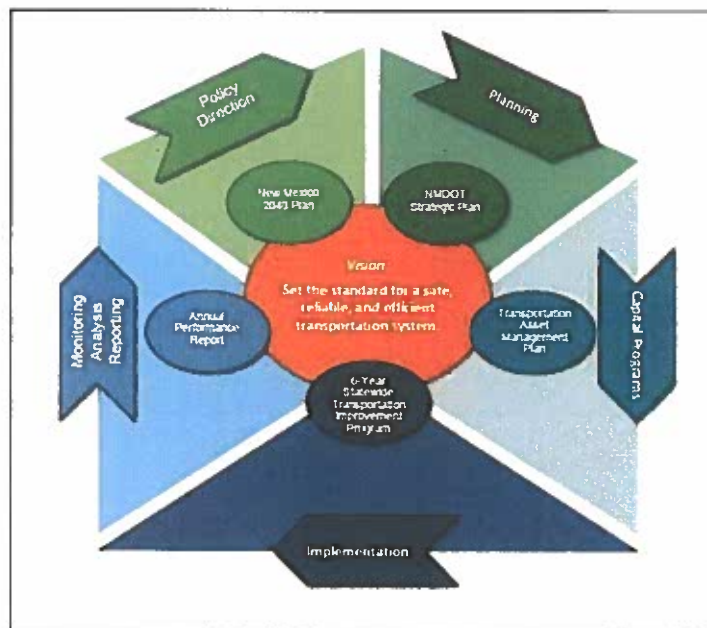 Policy
Direction
Planning
New Mexico
2040 Plan
NMDOT
Strategic Plan
Vision
Set the standard for a safe,
reliable, and efficient
transportation system.
Monitoring
Analysis
Reporting
Annual
Performance
Report
Transportation
Asset
Management
Plan
Capital Programs
6-Year
Statewide
Transportation
Improvement
Program
Implementation